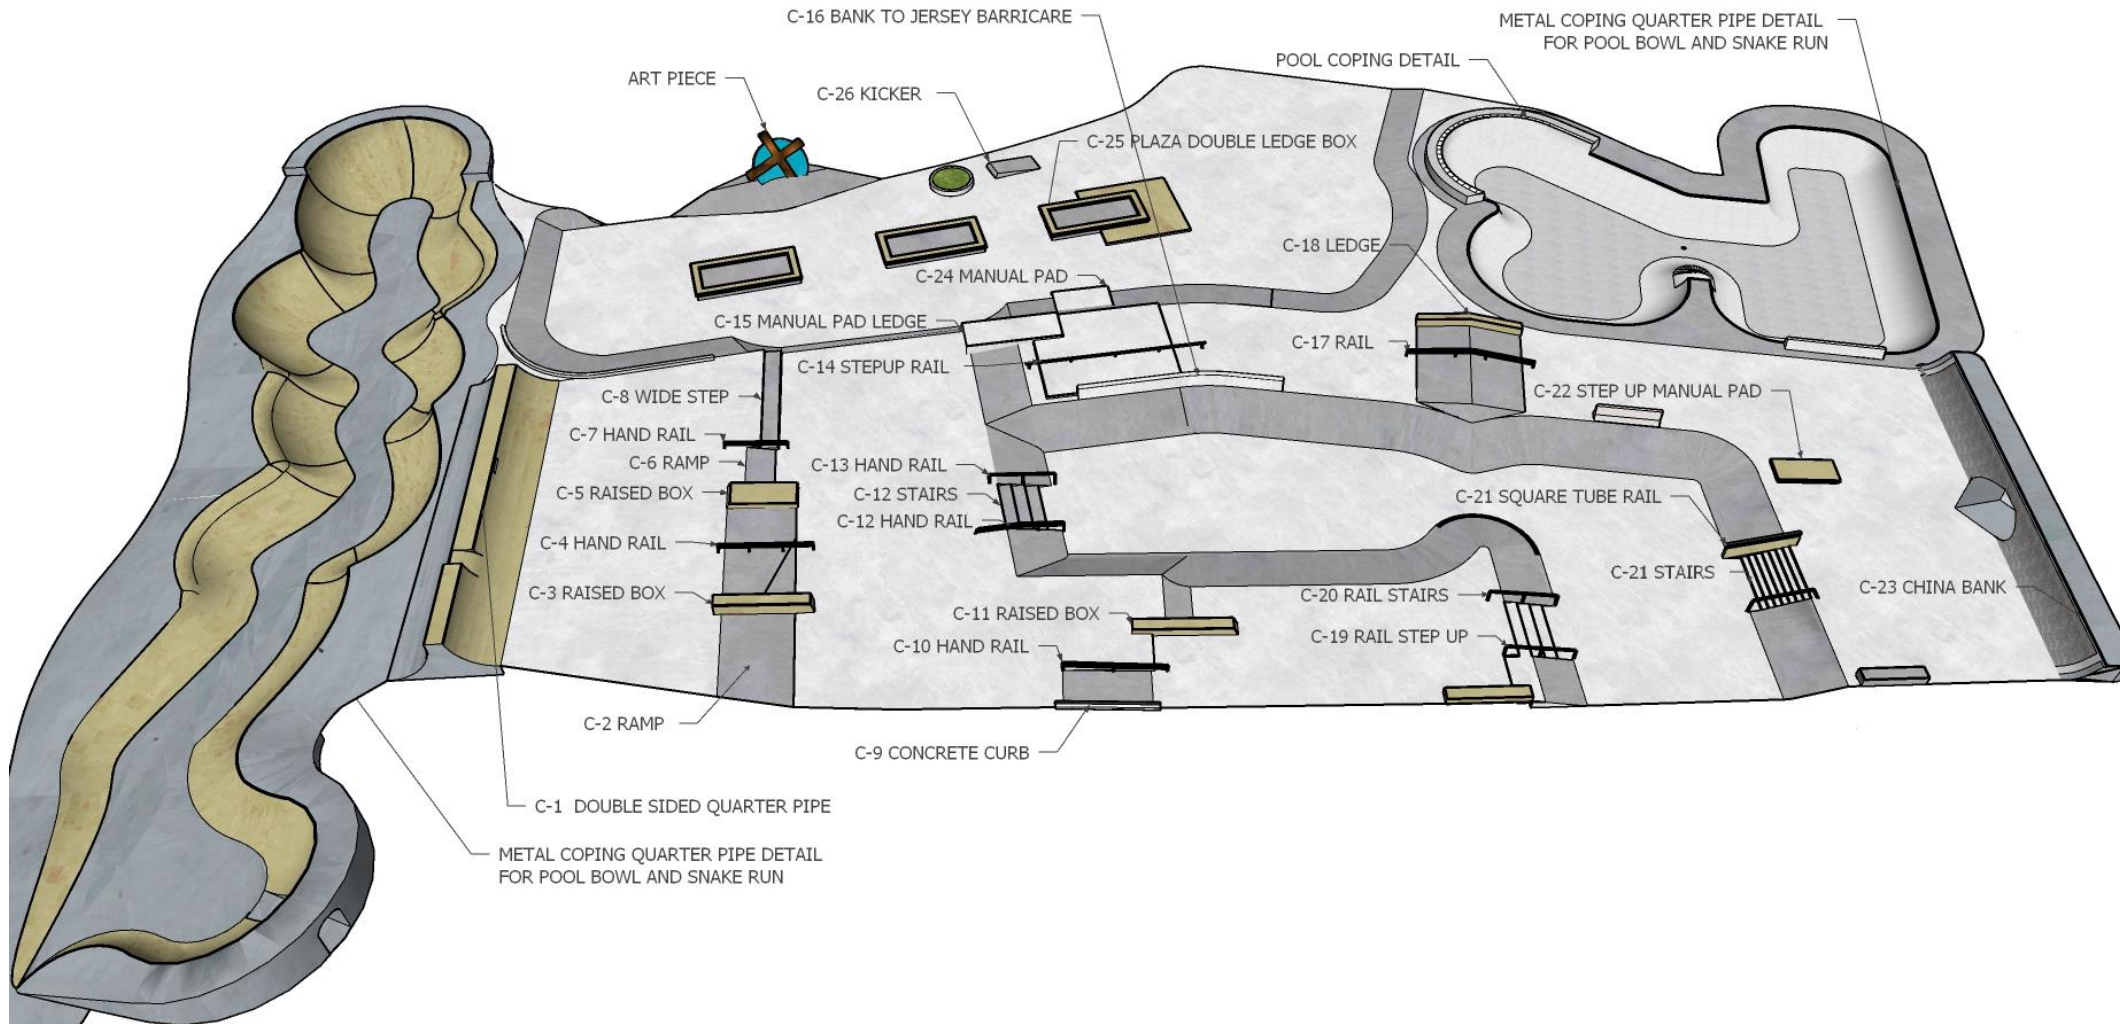 C-16 BANK TO JERSEY BARRICARE
METAL COPING QUARTER PIPE DETAIL
FOR POOL BOWL AND SNAKE RUN
POOL COPING DETAIL
ART PIECE
C-26 KICKER
C-25 PLAZA DOUBLE LEDGE BOX
C-18 LEDGE
C-24 MANUAL PAD
C-15 MANUAL PAD LEDGE
C-17 RAIL
C-14 STEPUP RAIL
C-8 WIDE STEP
C-22 STEP UP MANUAL PAD
C-7 HAND RAIL
C-6 RAMP
C-13 HAND RAIL
C-5 RAISED BOX
C-12 STAIRS
C-21 SQUARE TUBE RAIL
C-12 HAND RAIL
C-4 HAND RAIL
C-21 STAIRS
C-3 RAISED BOX
C-23 CHINA BANK
C-20 RAIL STAIRS
C-11 RAISED BOX
C-19 RAIL STEP UP
C-10 HAND RAIL
C-2 RAMP
C-9 CONCRETE CURB
C-1 DOUBLE SIDED QUARTER PIPE
METAL COPING QUARTER PIPE DETAIL
FOR POOL BOWL AND SNAKE RUN